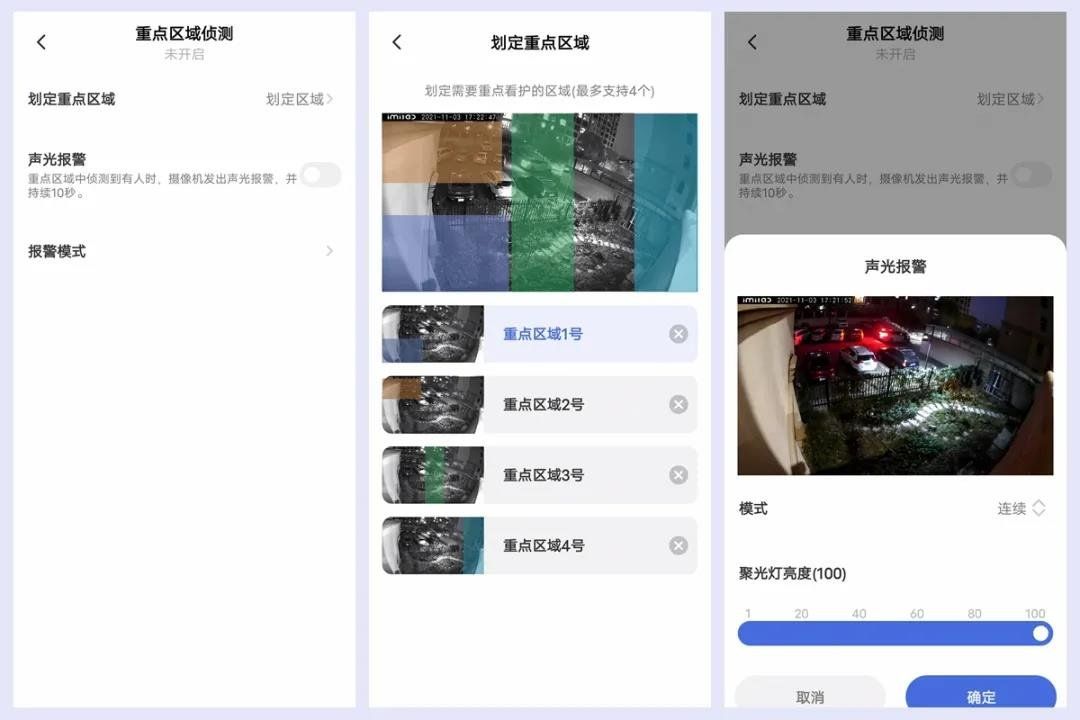 重点区域侦测
未开启
划定重点区域
划定区域
声光报警
重点区域中侦测到有人时，摄像机发出声光报警，并
持续10秒。
报警模式
划定重点区域
划定需要重点看护的区域(最多支持4个)
imilab 2021-11-03 17:22:47
重点区域1号
重点区域2号
重点区域3号
重点区域4号
重点区域侦测
未开启
划定重点区域
划定区域
声光报警
重点区域中侦测到有人时，摄像机发出声光报警，并
持续10秒。
声光报警
imilab 2021-11-03 17:21:52
模式
连续
聚光灯亮度(100)
1 20 40 60 80 100
取消
确定